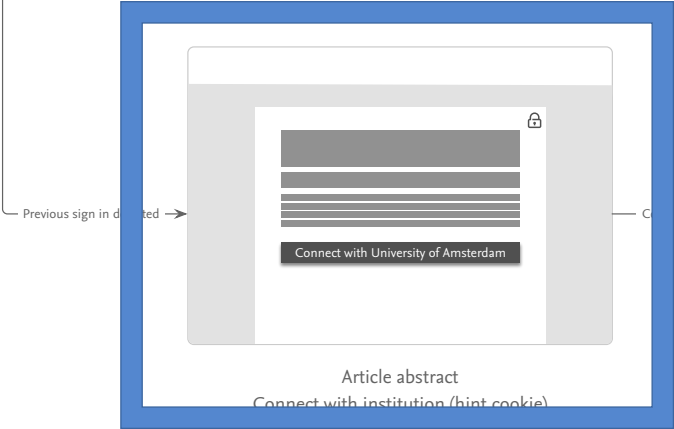 Previous sign in d ted
Connect with University of Amsterdam
Article abstract
Connect with institution (hint cookie)